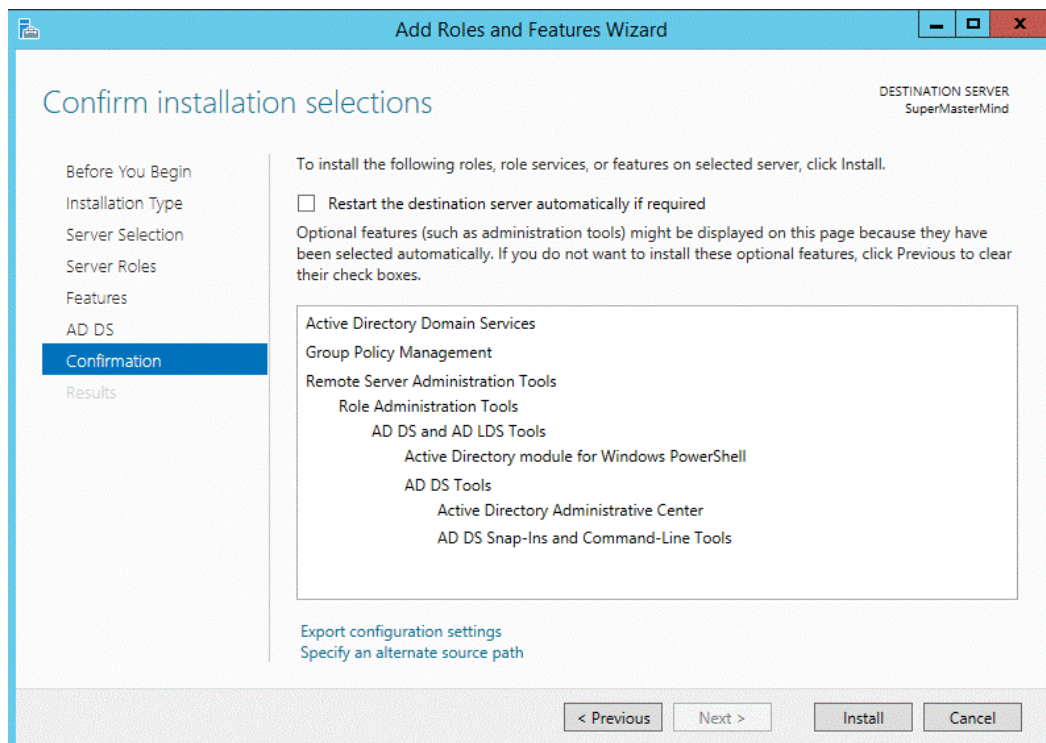 Add Roles and Features Wizard
Confirm installation selections
DESTINATION SERVER
SuperMasterMind
Before You Begin
Installation Type
Server Selection
Server Roles
Features
AD DS
Confirmation
Results
To install the following roles, role services, or features on selected server, click Install.
Restart the destination server automatically if required
Optional features (such as administration tools) might be displayed on this page because they have
been selected automatically. If you do not want to install these optional features, click Previous to clear
their check boxes.
Active Directory Domain Services
Group Policy Management
Remote Server Administration Tools
Role Administration Tools
AD DS and AD LDS Tools
Active Directory module for Windows PowerShell
AD DS Tools
Active Directory Administrative Center
AD DS Snap-Ins and Command-Line Tools
Export configuration settings
Specify an alternate source path
< Previous
Next >
Install
Cancel